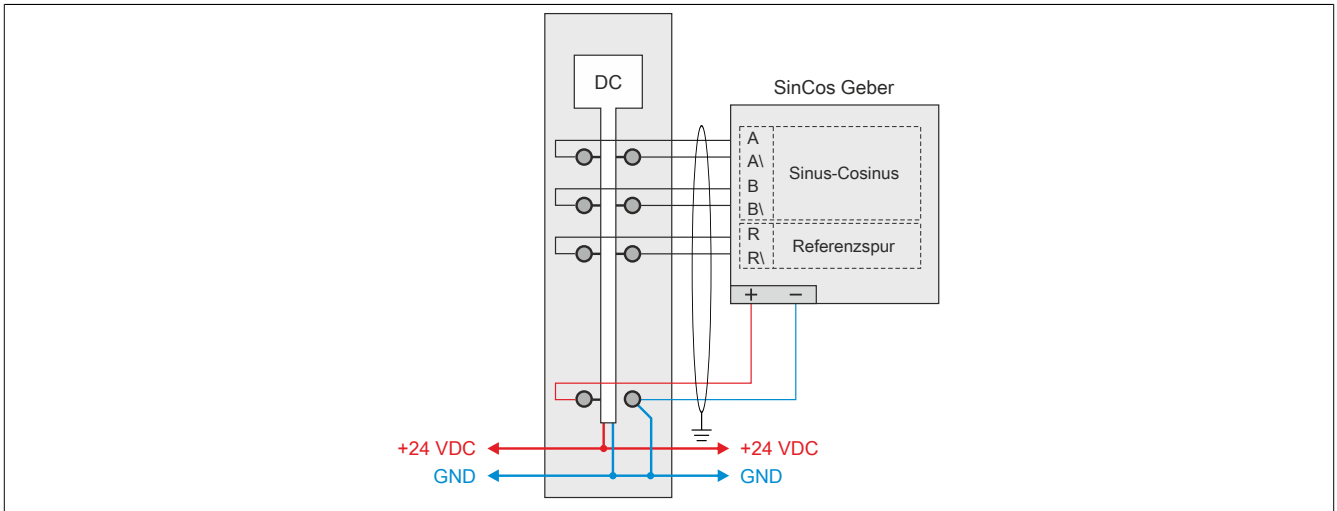 DC
SinCos Geber
A
A\
B
B\
Sinus-Cosinus
R
R\
Referenzspur
+ −
+24 VDC
+24 VDC
GND
GND